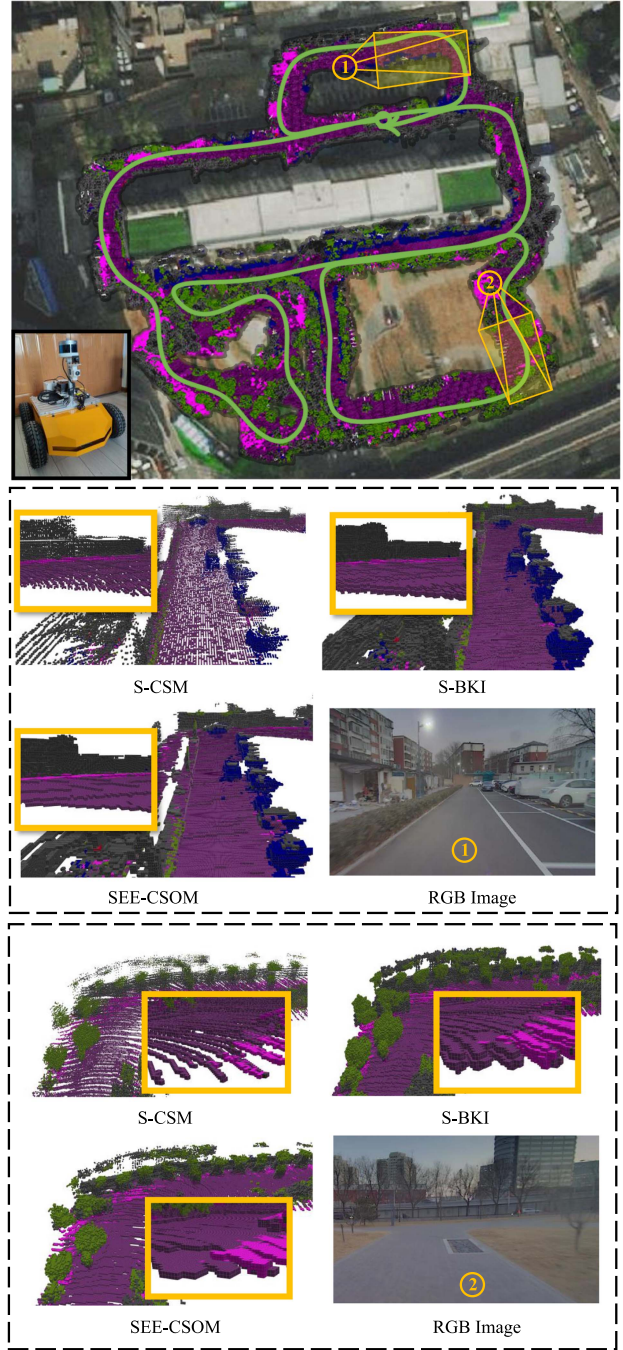 ①
②
S-CSM
S-BKI
①
SEE-CSOM
RGB Image
S-CSM
S-BKI
②
SEE-CSOM
RGB Image